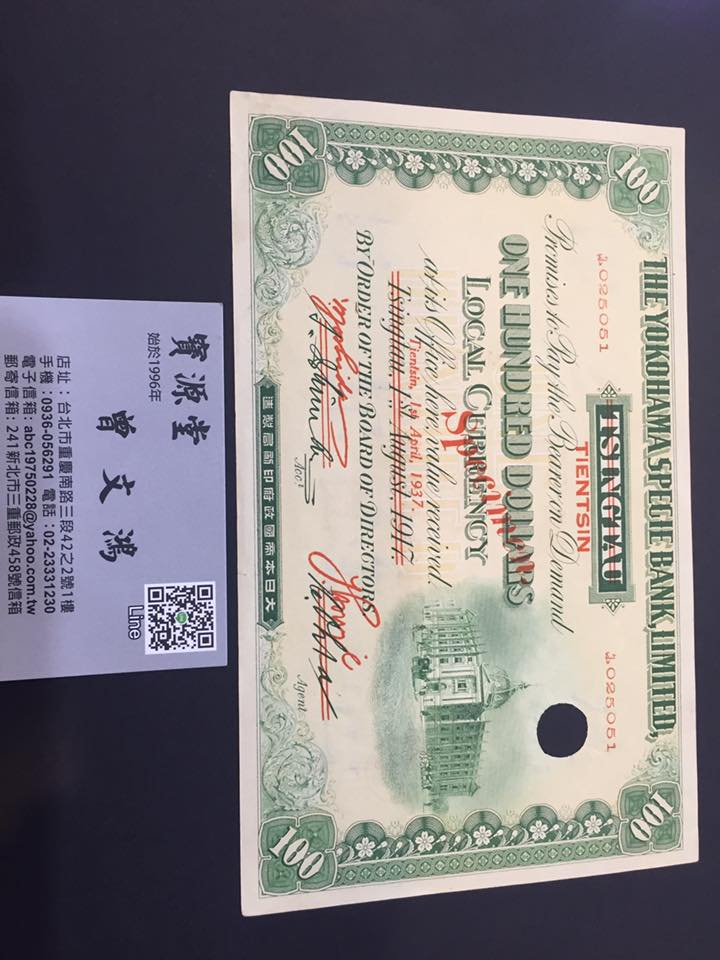 THE YOKOHAMA SPECIE BANK, LIMITED,
TSINGTAU
TIENTSIN
025051
025051
Promises to Pay the Bearer on Demand
ONE HUNDRED DOLLARS
LOCAL CURRENCY
Specimen
at its Office here. Value received.
Tientsin, 1st April, 1937.
Tsingtau, 1st August, 1917.
BY ORDER OF THE BOARD OF DIRECTORS
Acct
Agent
大日本帝國政府印刷局製造
100
100
100
100
寶源堂
曾文鴻
始於1996年
Line
店址：台北市重慶南路三段42之2號1樓
手機：0936-056291 電話：02-23331230
電子信箱：abc19750228@yahoo.com.tw
郵寄信箱：241新北市三重郵政458號信箱